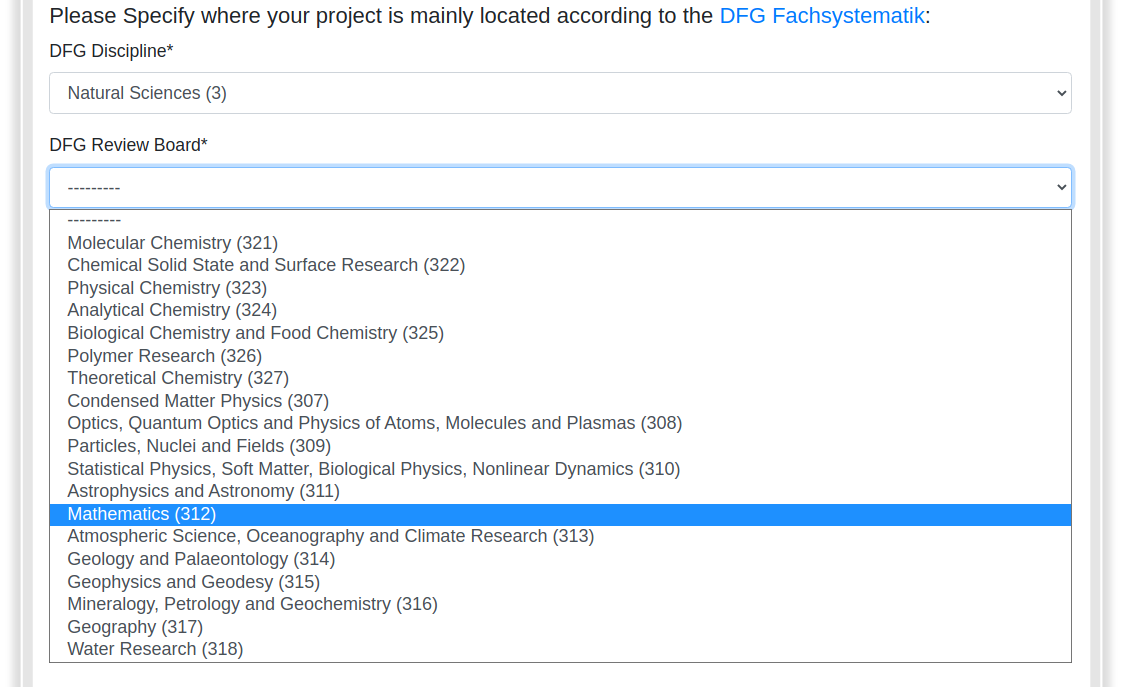 Please Specify where your project is mainly located according to the DFG Fachsystematik:
DFG Discipline*
Natural Sciences (3)
DFG Review Board*
---------
---------
Molecular Chemistry (321)
Chemical Solid State and Surface Research (322)
Physical Chemistry (323)
Analytical Chemistry (324)
Biological Chemistry and Food Chemistry (325)
Polymer Research (326)
Theoretical Chemistry (327)
Condensed Matter Physics (307)
Optics, Quantum Optics and Physics of Atoms, Molecules and Plasmas (308)
Particles, Nuclei and Fields (309)
Statistical Physics, Soft Matter, Biological Physics, Nonlinear Dynamics (310)
Astrophysics and Astronomy (311)
Mathematics (312)
Atmospheric Science, Oceanography and Climate Research (313)
Geology and Palaeontology (314)
Geophysics and Geodesy (315)
Mineralogy, Petrology and Geochemistry (316)
Geography (317)
Water Research (318)